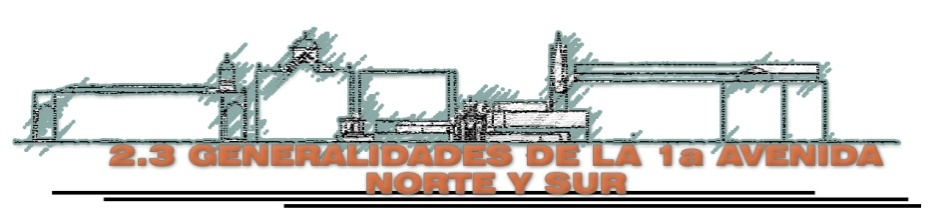 2.3 GENERALIDADES DE LA 1a AVENIDA
NORTE Y SUR